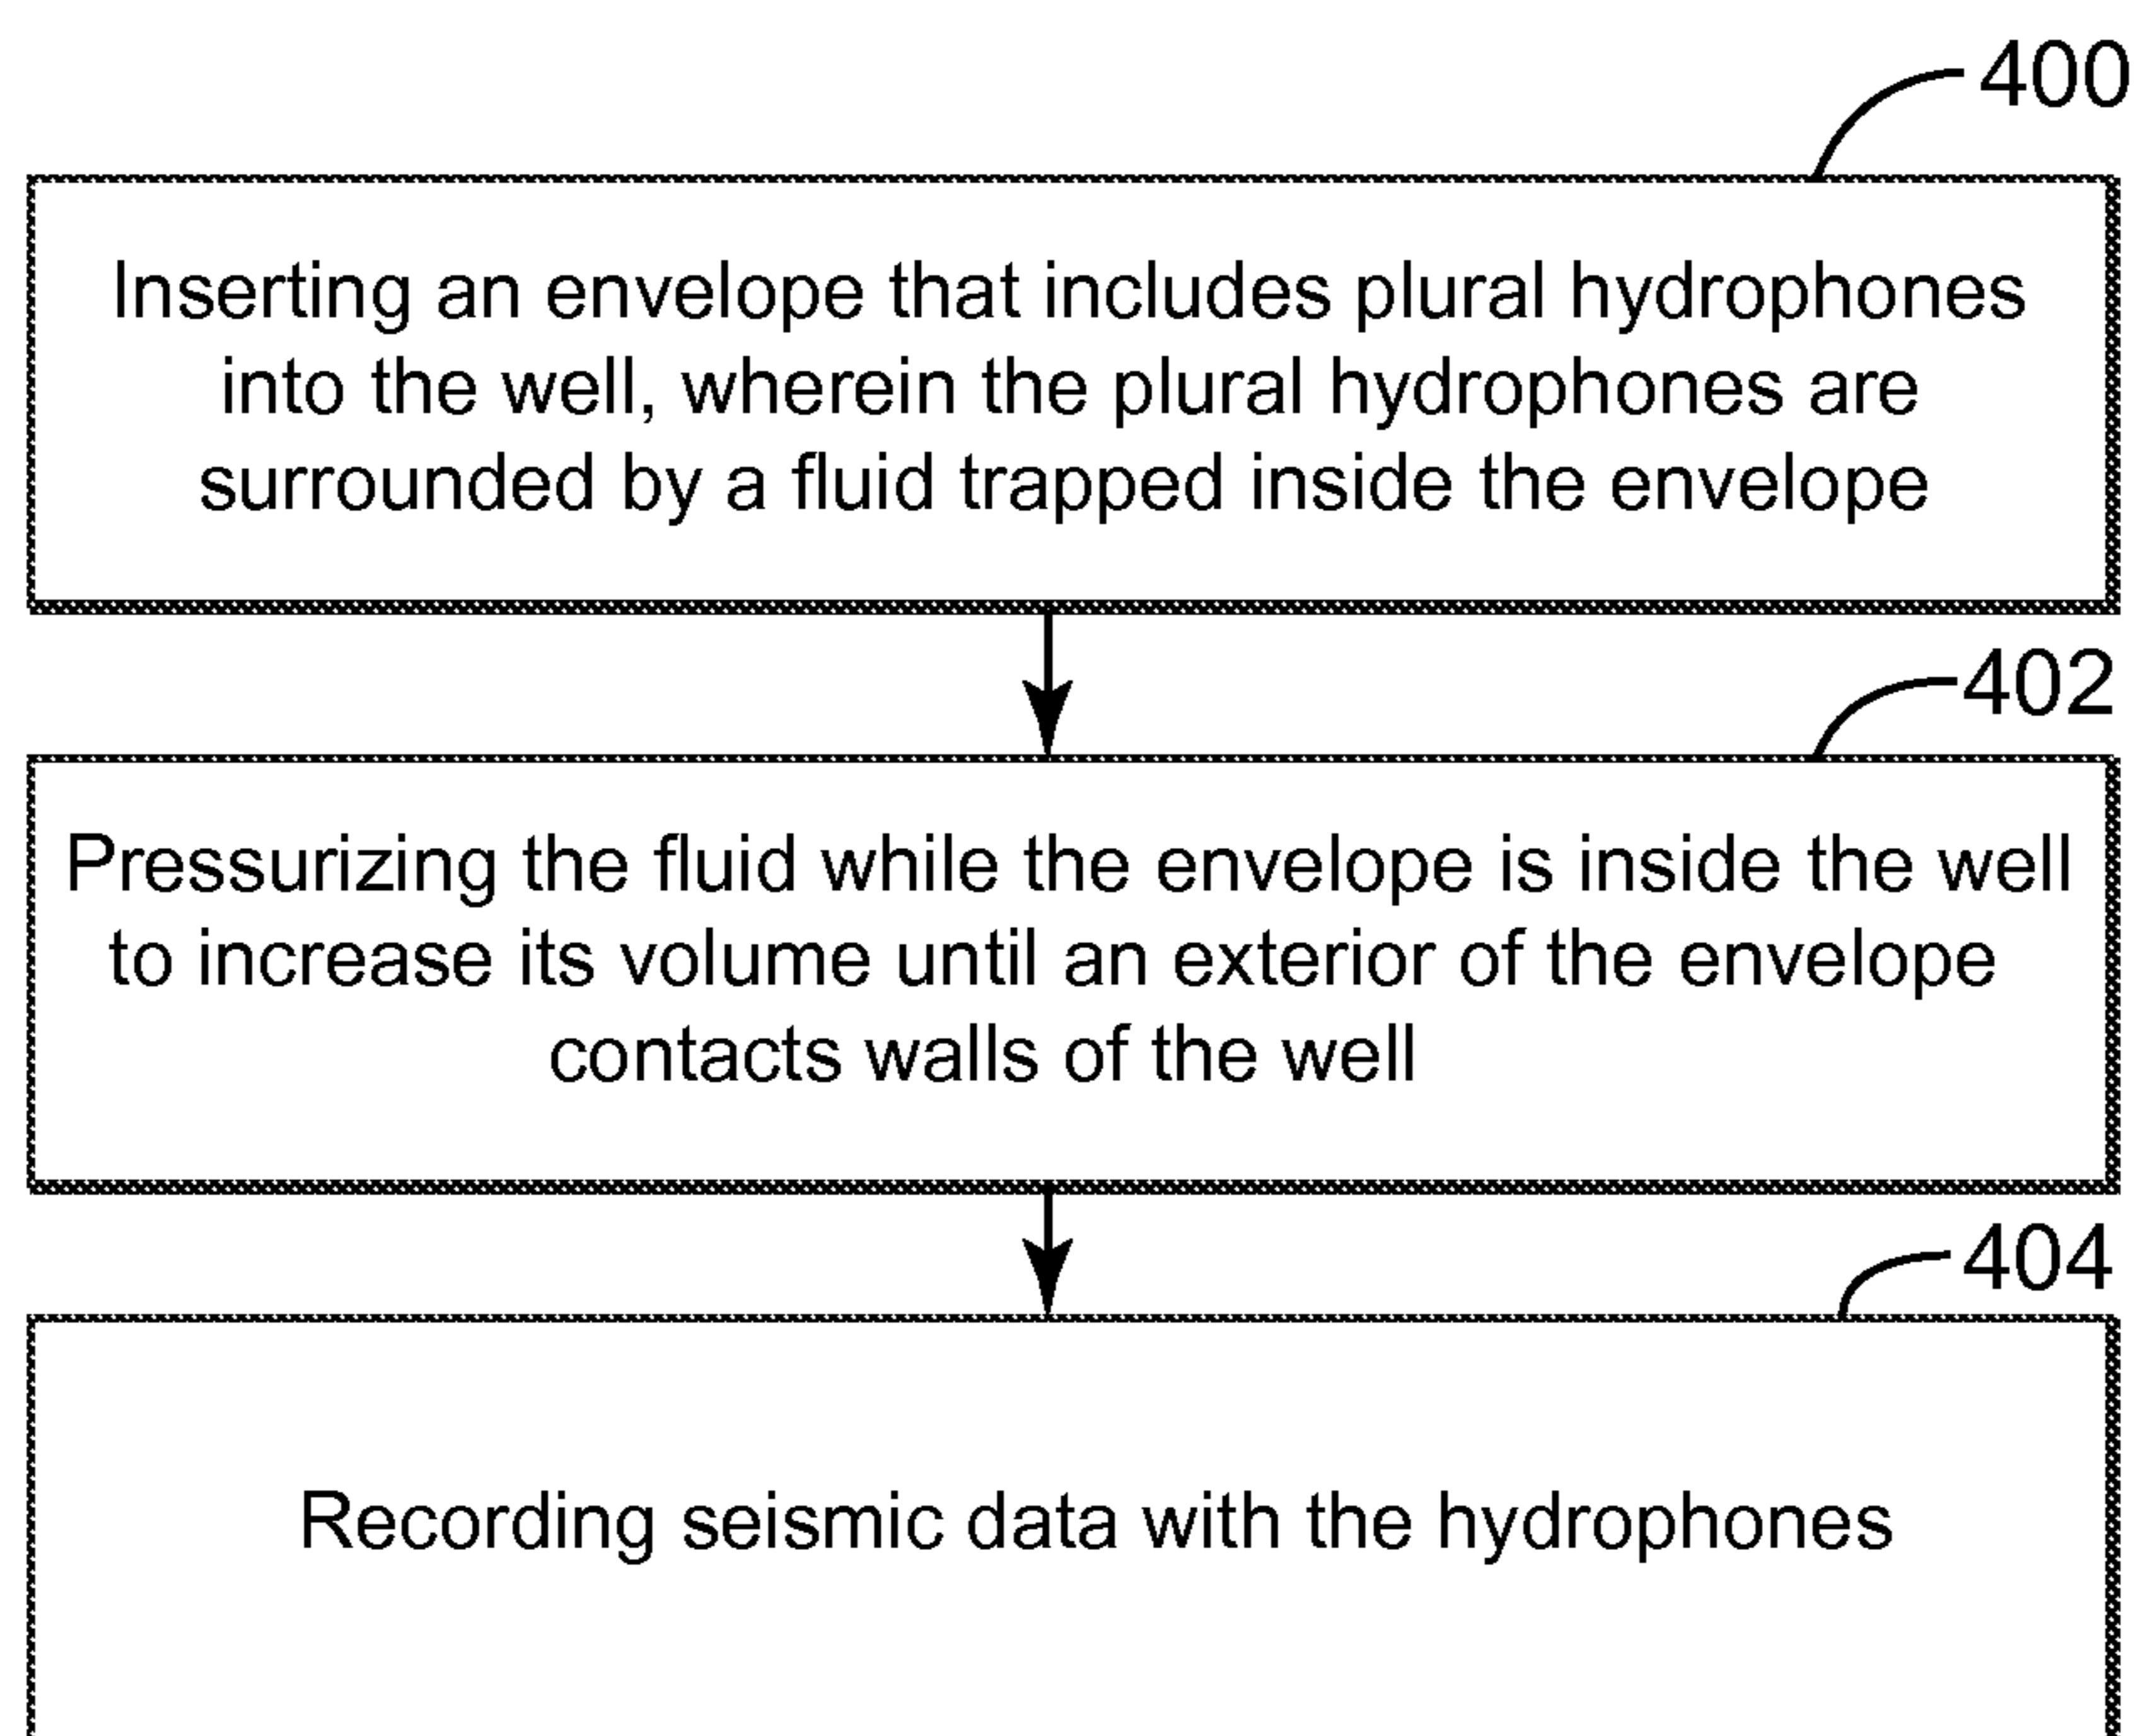 400
Inserting an envelope that includes plural hydrophones
into the well, wherein the plural hydrophones are
surrounded by a fluid trapped inside the envelope
402
Pressurizing the fluid while the envelope is inside the well
to increase its volume until an exterior of the envelope
contacts walls of the well
404
Recording seismic data with the hydrophones